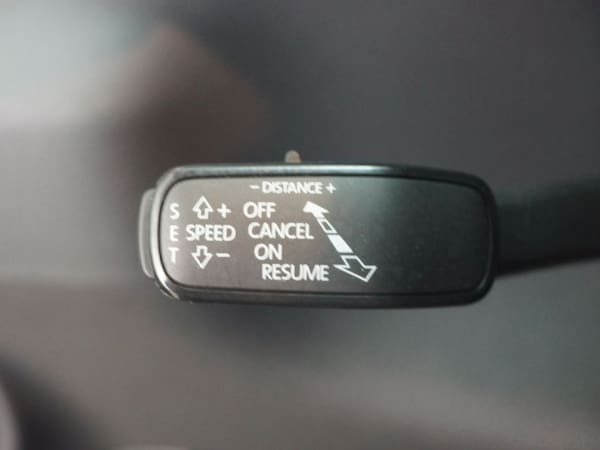 - DISTANCE +
S + OFF
E SPEED CANCEL
T - ON
RESUME